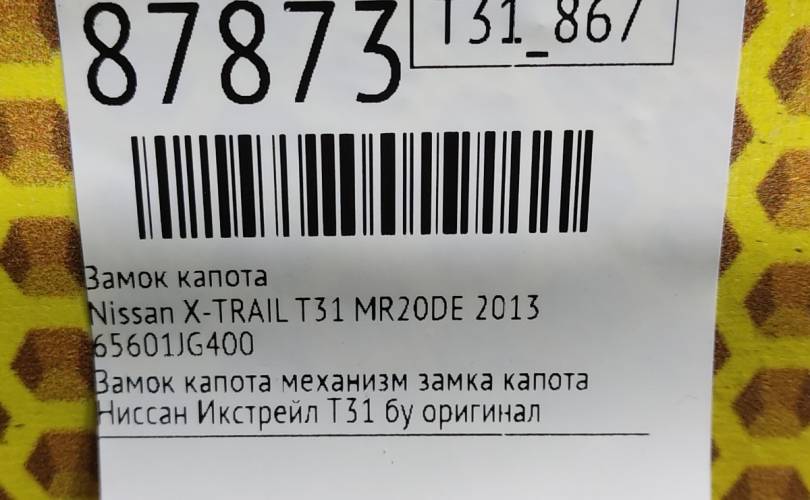 87873
T31_867
Замок капота
Nissan X-TRAIL T31 MR20DE 2013
65601JG400
Замок капота механизм замка капота
Ниссан Икстрейл Т31 бу оригинал